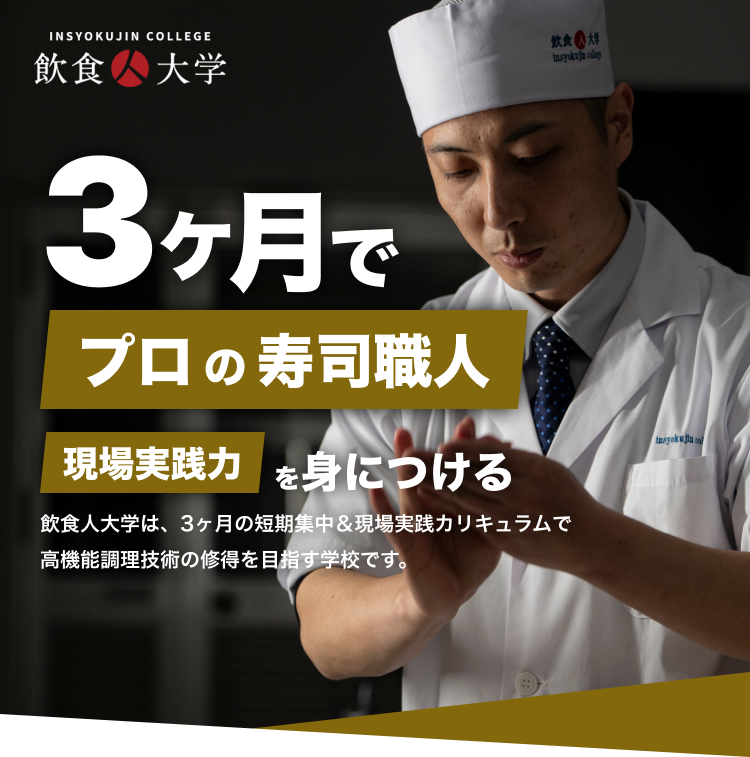 INSYOKUJIN COLLEGE
飲食人大学
飲食人大学
insyokujin college
3ヶ月で
プロの寿司職人
現場実践力を身につける
insyokujin col
飲食人大学は、3ヶ月の短期集中＆現場実践カリキュラムで
高機能調理技術の修得を目指す学校です。